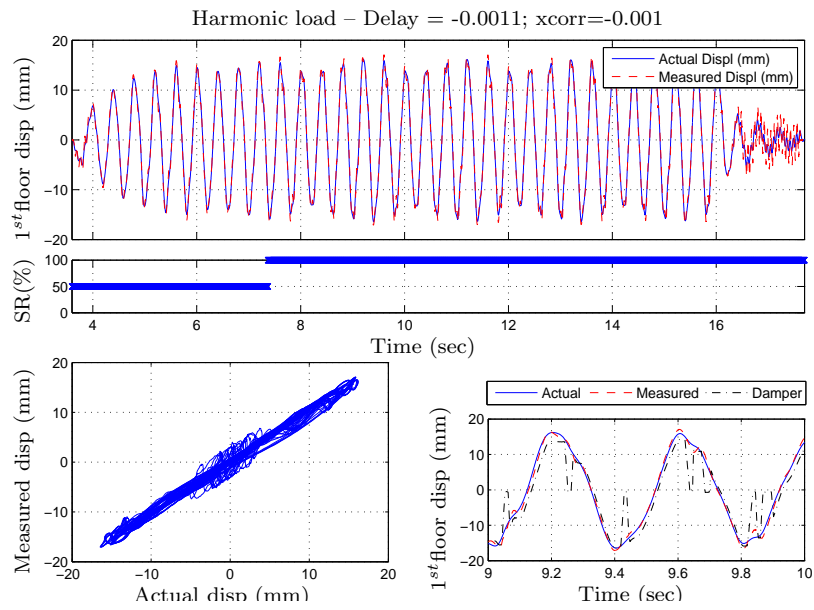 Harmonic load – Delay = -0.0011; xcorr=-0.001
20
10
0
−10
−20
1st floor disp (mm)
Actual Displ (mm)
Measured Displ (mm)
100
50
0
SR(%)
4 6 8 10 12 14 16
Time (sec)
20
10
0
−10
−20
Measured disp (mm)
−20 −10 0 10 20
Actual disp (mm)
Actual Measured Damper
20
10
0
−10
−20
1st floor disp (mm)
9 9.2 9.4 9.6 9.8 10
Time (sec)